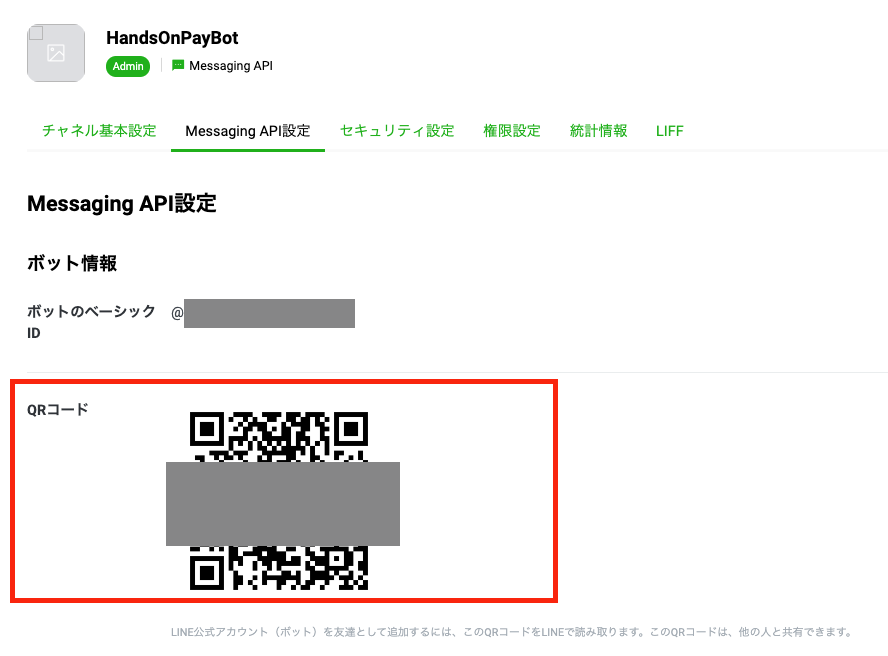 HandsOnPayBot
Admin
Messaging API
チャネル基本設定
Messaging API設定
セキュリティ設定
権限設定
統計情報
LIFF
Messaging API設定
ボット情報
ボットのベーシック
ID
@
QRコード
LINE公式アカウント（ボット）を友達として追加するには、このQRコードをLINEで読み取ります。このQRコードは、他の人と共有できます。